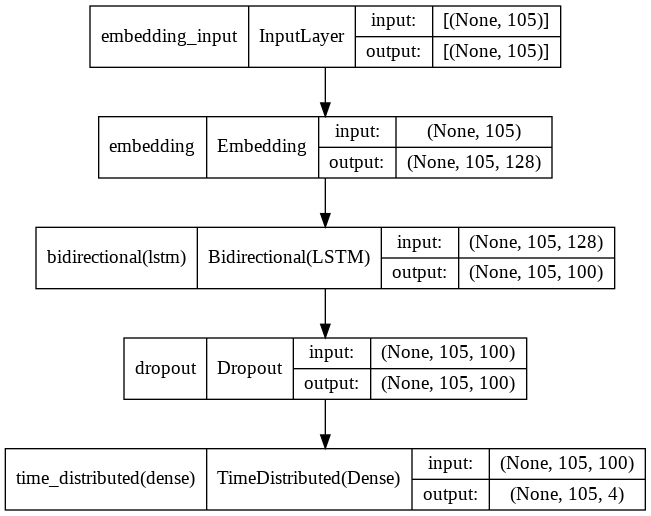 embedding_input InputLayer input: [(None, 105)]
output: [(None, 105)]
embedding Embedding input: (None, 105)
output: (None, 105, 128)
bidirectional(lstm) Bidirectional(LSTM) input: (None, 105, 128)
output: (None, 105, 100)
dropout Dropout input: (None, 105, 100)
output: (None, 105, 100)
time_distributed(dense) TimeDistributed(Dense) input: (None, 105, 100)
output: (None, 105, 4)